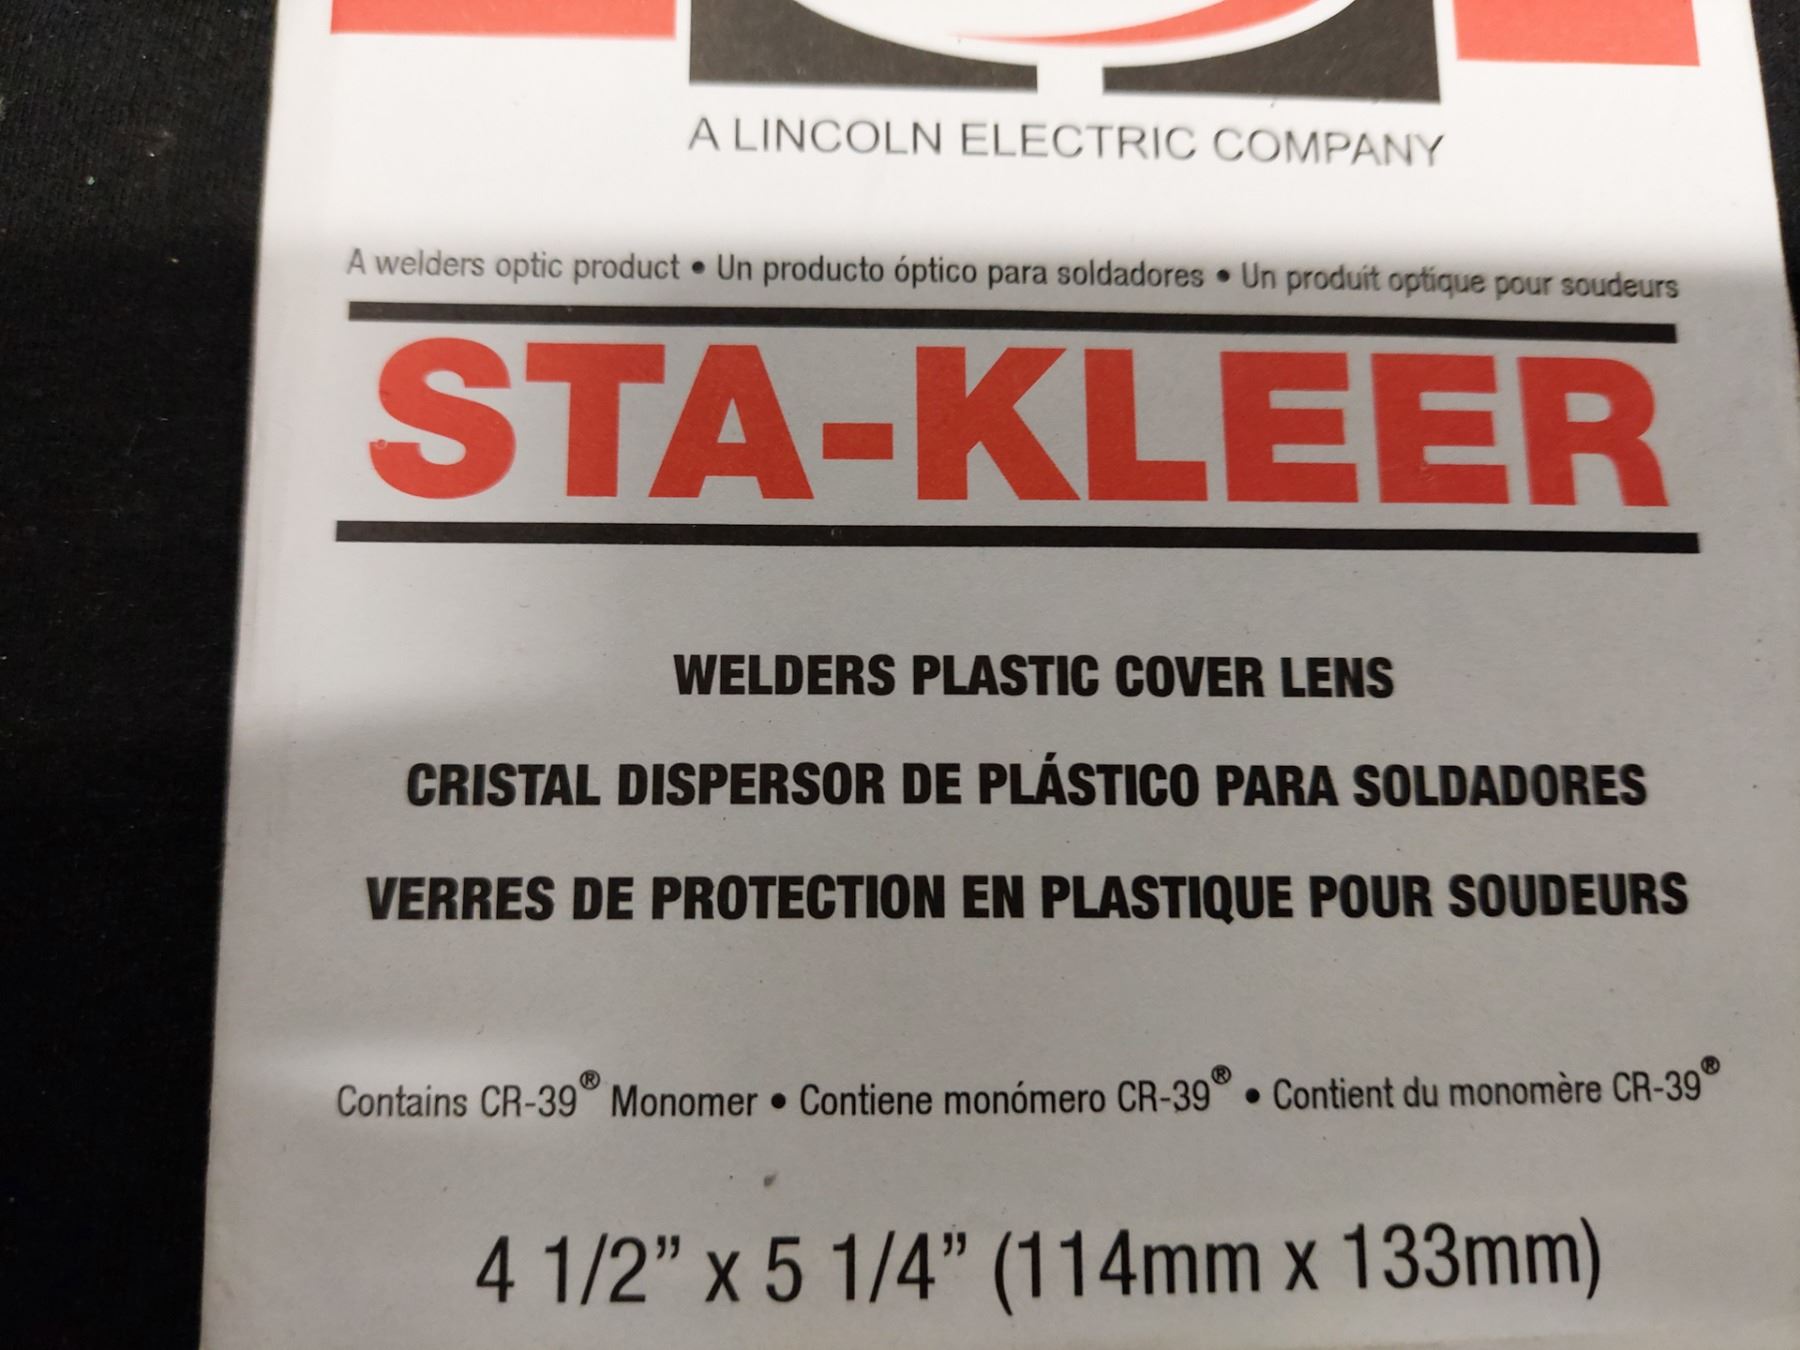 A LINCOLN ELECTRIC COMPANY
A welders optic product • Un producto óptico para soldadores • Un produit optique pour soudeurs
STA-KLEER
WELDERS PLASTIC COVER LENS
CRISTAL DISPERSOR DE PLÁSTICO PARA SOLDADORES
VERRES DE PROTECTION EN PLASTIQUE POUR SOUDEURS
Contains CR-39® Monomer • Contiene monómero CR-39® • Contient du monomère CR-39®
4 1/2” x 5 1/4” (114mm x 133mm)